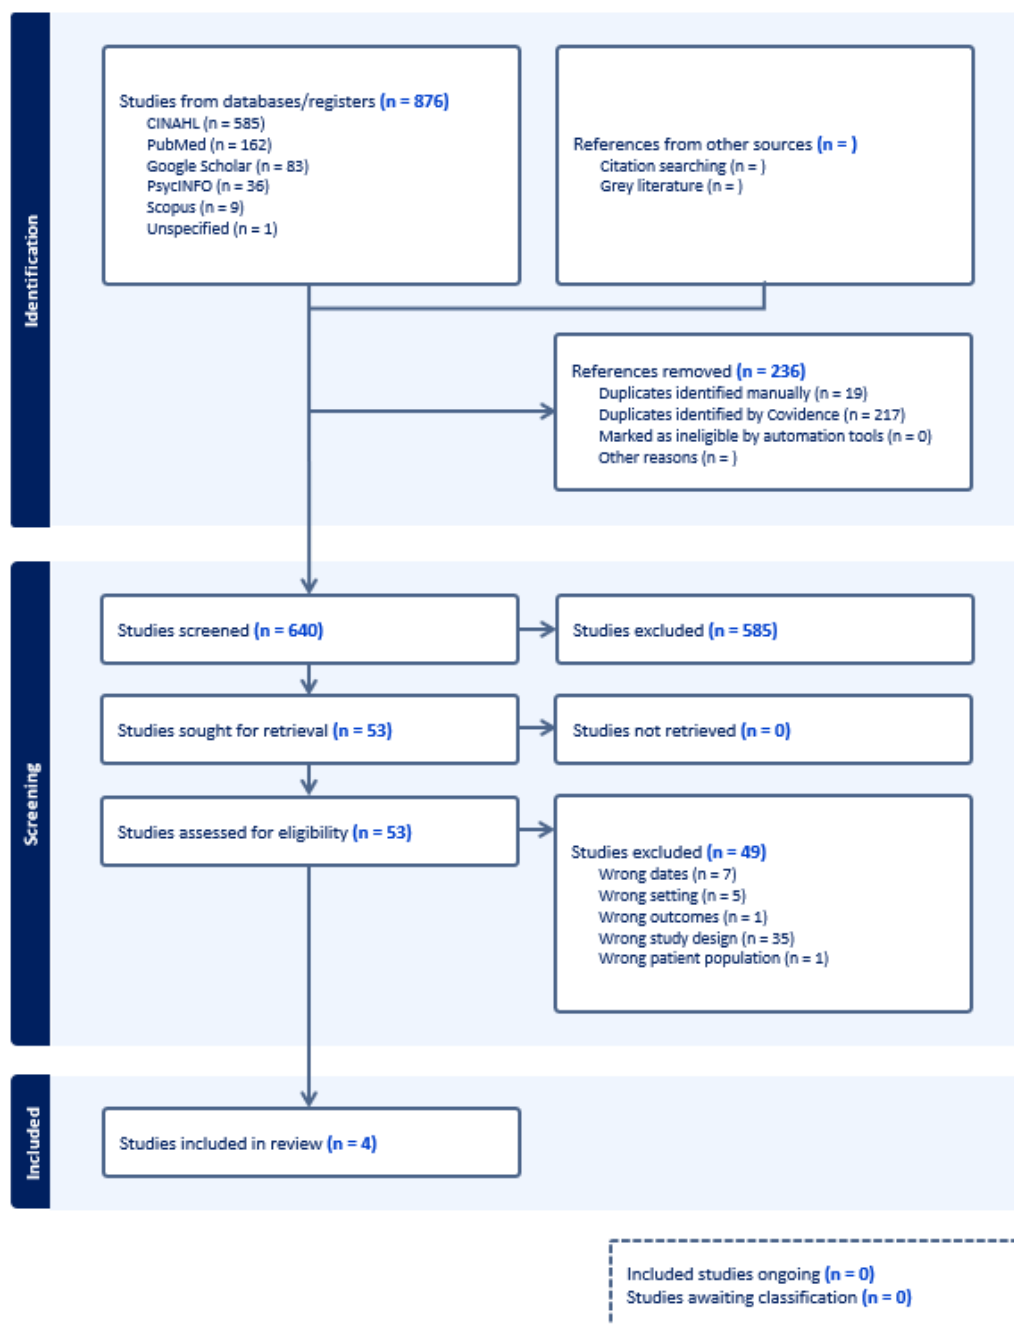 Identification
Studies from databases/registers (n = 876)
CINAHL (n = 585)
PubMed (n = 162)
Google Scholar (n = 83)
PsycINFO (n = 36)
Scopus (n = 9)
Unspecified (n = 1)
References from other sources (n = )
Citation searching (n = )
Grey literature (n = )
References removed (n = 236)
Duplicates identified manually (n = 19)
Duplicates identified by Covidence (n = 217)
Marked as ineligible by automation tools (n = 0)
Other reasons (n = )
Screening
Studies screened (n = 640)
Studies excluded (n = 585)
Studies sought for retrieval (n = 53)
Studies not retrieved (n = 0)
Studies assessed for eligibility (n = 53)
Studies excluded (n = 49)
Wrong dates (n = 7)
Wrong setting (n = 5)
Wrong outcomes (n = 1)
Wrong study design (n = 35)
Wrong patient population (n = 1)
Included
Studies included in review (n = 4)
Included studies ongoing (n = 0)
Studies awaiting classification (n = 0)